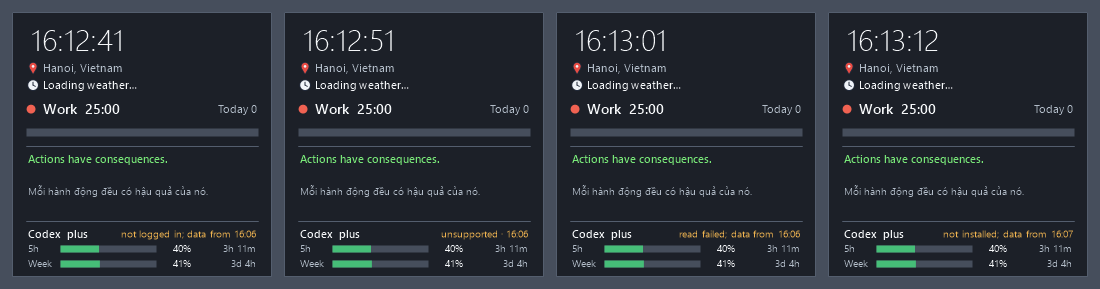 16:12:41
Hanoi, Vietnam
Loading weather...
Work 25:00 Today 0
Actions have consequences.
Mỗi hành động đều có hậu quả của nó.
Codex plus not logged in; data from 16:06
5h 40% 3h 11m
Week 41% 3d 4h
16:12:51
Hanoi, Vietnam
Loading weather...
Work 25:00 Today 0
Actions have consequences.
Mỗi hành động đều có hậu quả của nó.
Codex plus unsupported · 16:06
5h 40% 3h 11m
Week 41% 3d 4h
16:13:01
Hanoi, Vietnam
Loading weather...
Work 25:00 Today 0
Actions have consequences.
Mỗi hành động đều có hậu quả của nó.
Codex plus read failed; data from 16:06
5h 40% 3h 11m
Week 41% 3d 4h
16:13:12
Hanoi, Vietnam
Loading weather...
Work 25:00 Today 0
Actions have consequences.
Mỗi hành động đều có hậu quả của nó.
Codex plus not installed; data from 16:07
5h 40% 3h 11m
Week 41% 3d 4h